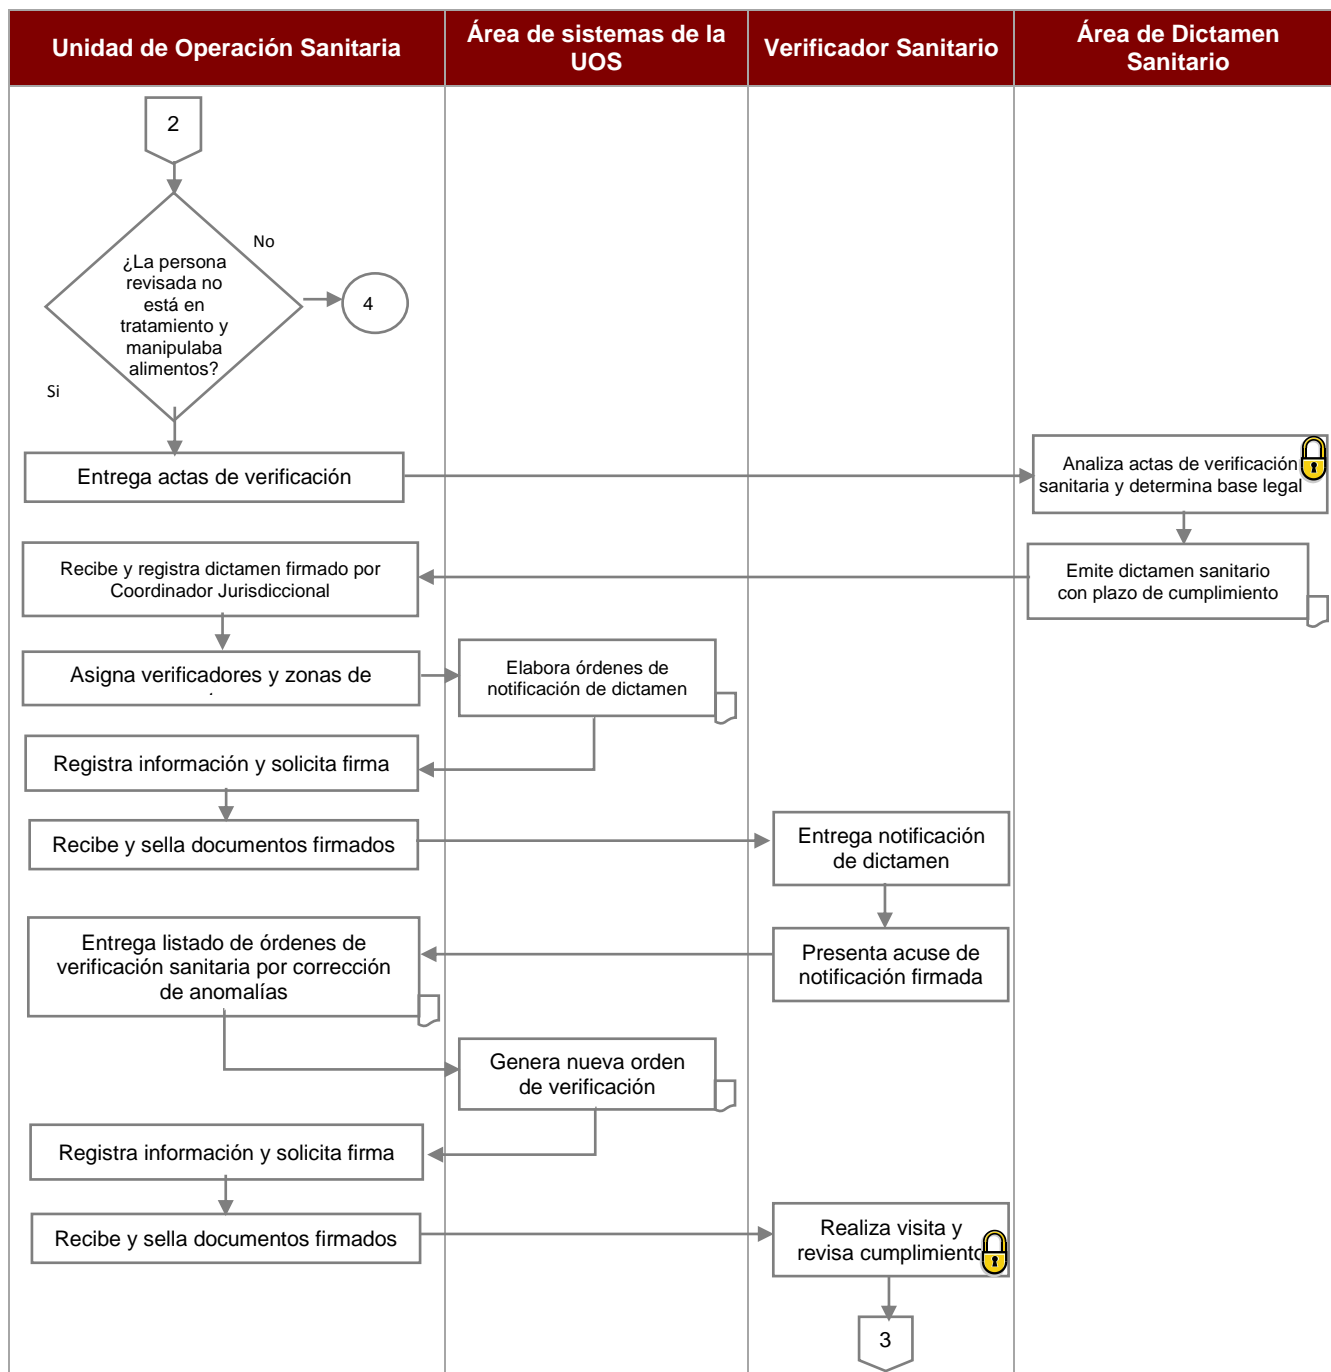 Unidad de Operación Sanitaria
Área de sistemas de la
UOS
Verificador Sanitario
Área de Dictamen
Sanitario
2
No
¿La persona
revisada no
está en
tratamiento y
manipulaba
alimentos?
4
Si
Entrega actas de verificación
Analiza actas de verificación
sanitaria y determina base legal
Recibe y registra dictamen firmado por
Coordinador Jurisdiccional
Emite dictamen sanitario
con plazo de cumplimiento
Asigna verificadores y zonas de
Elabora órdenes de
notificación de dictamen
Registra información y solicita firma
Recibe y sella documentos firmados
Entrega notificación
de dictamen
Entrega listado de órdenes de
verificación sanitaria por corrección
de anomalías
Presenta acuse de
notificación firmada
Genera nueva orden
de verificación
Registra información y solicita firma
Recibe y sella documentos firmados
Realiza visita y
revisa cumplimiento
3